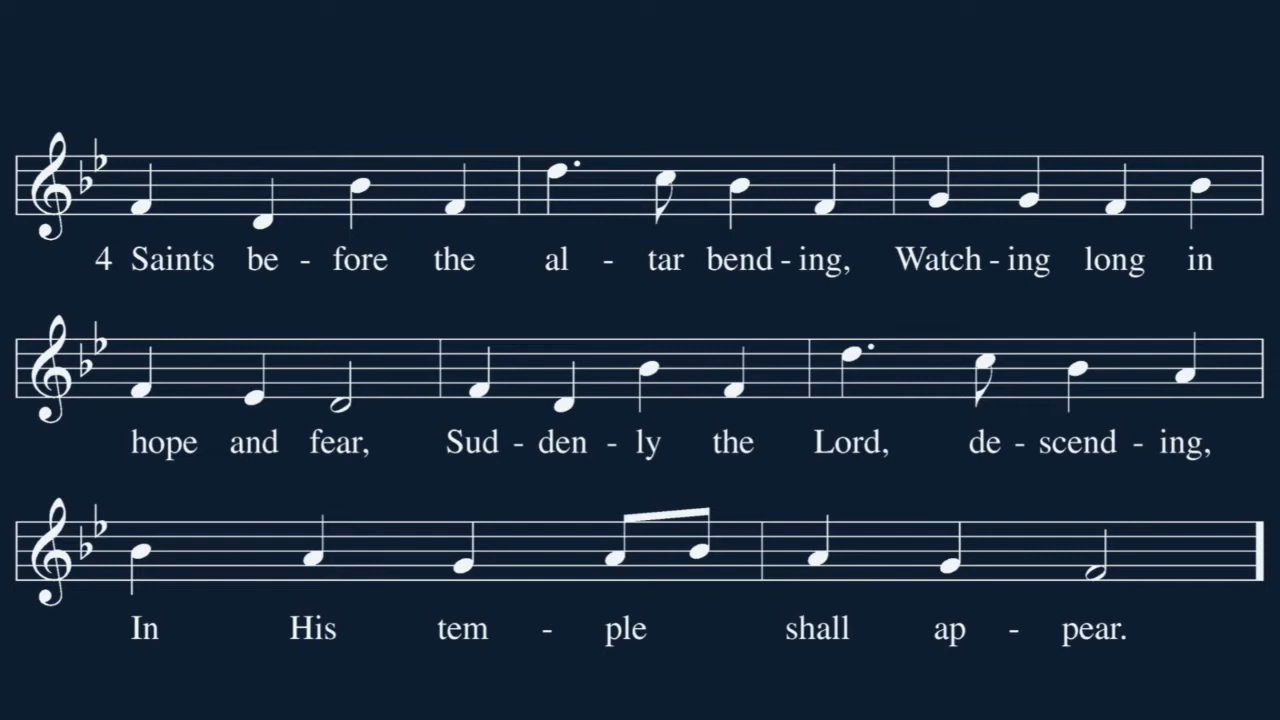 4 Saints be - fore the al - tar bend - ing, Watch - ing long in
hope and fear, Sud - den - ly the Lord, de - scend - ing,
In His tem - ple shall ap - pear.